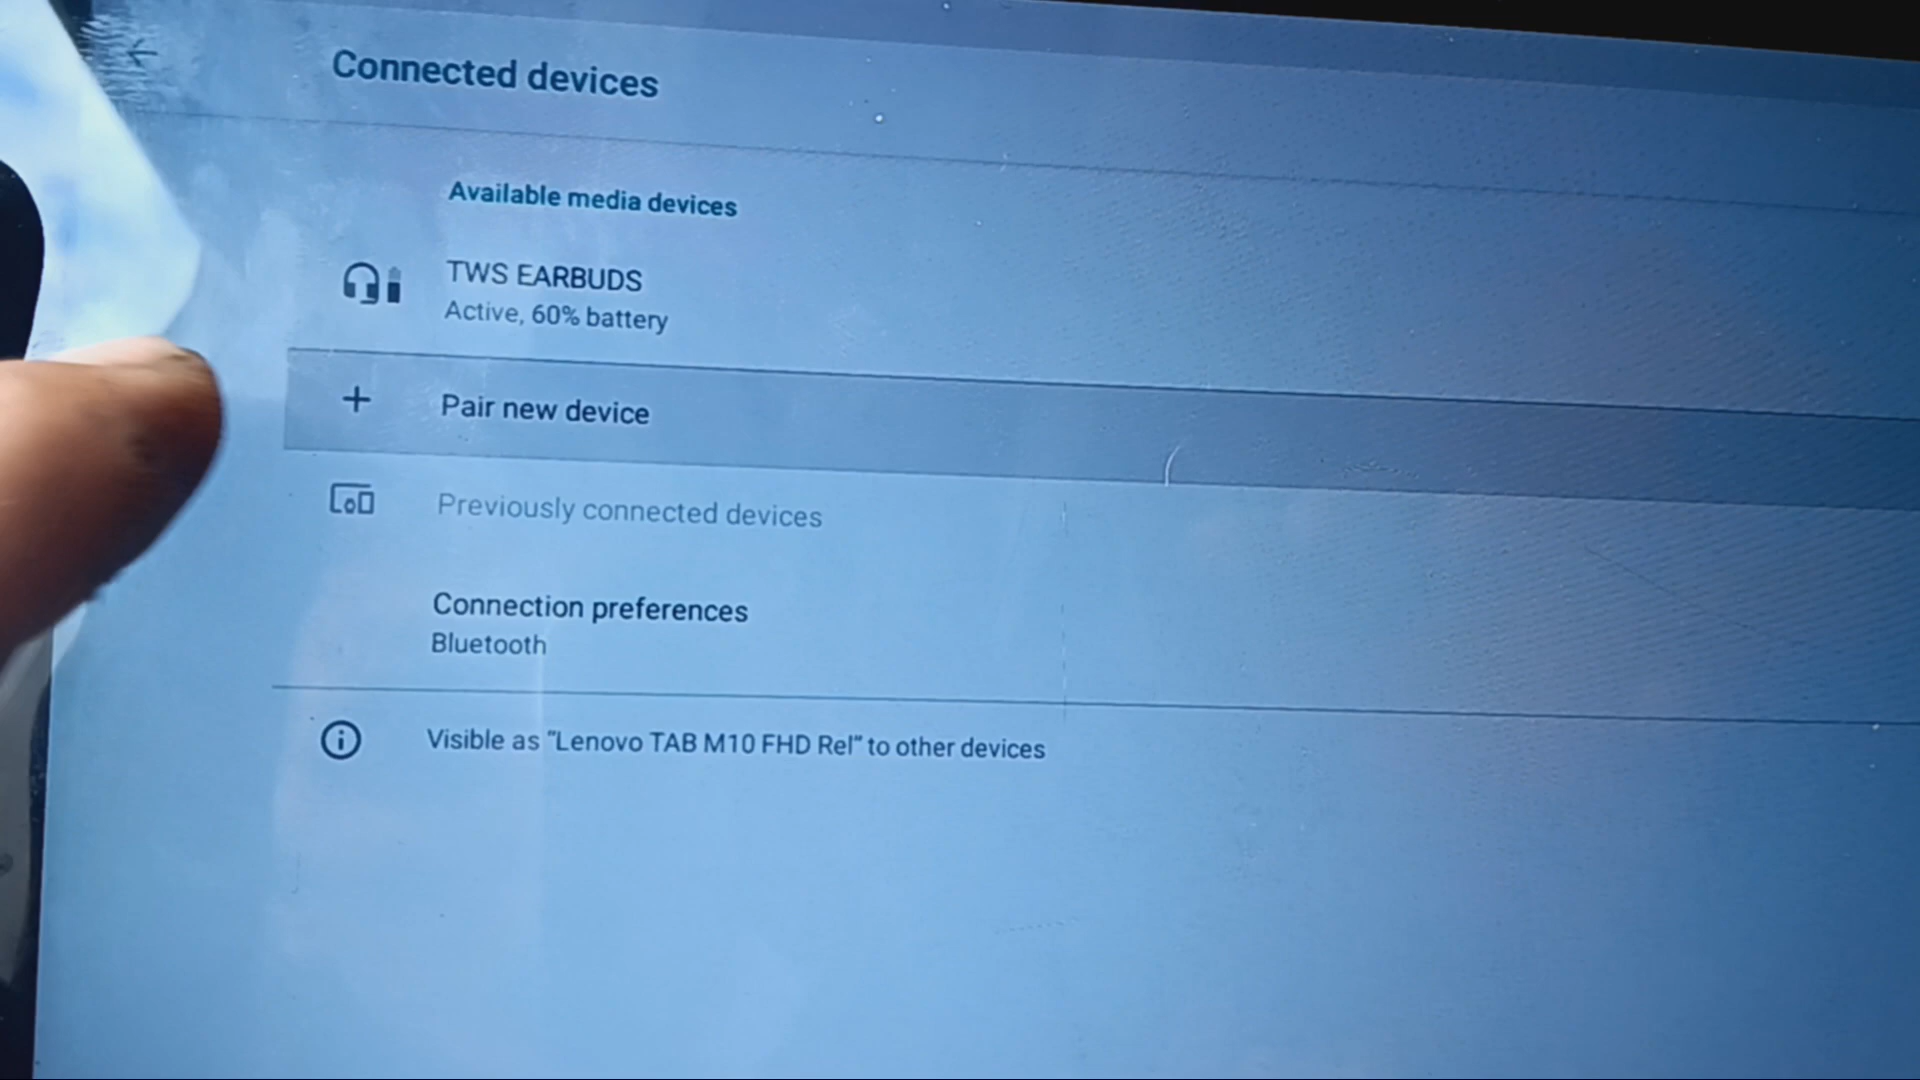 Connected devices
Available media devices
TWS EARBUDS
Active, 60% battery
Pair new device
Previously connected devices
Connection preferences
Bluetooth
Visible as "Lenovo TAB M10 FHD Rel" to other devices